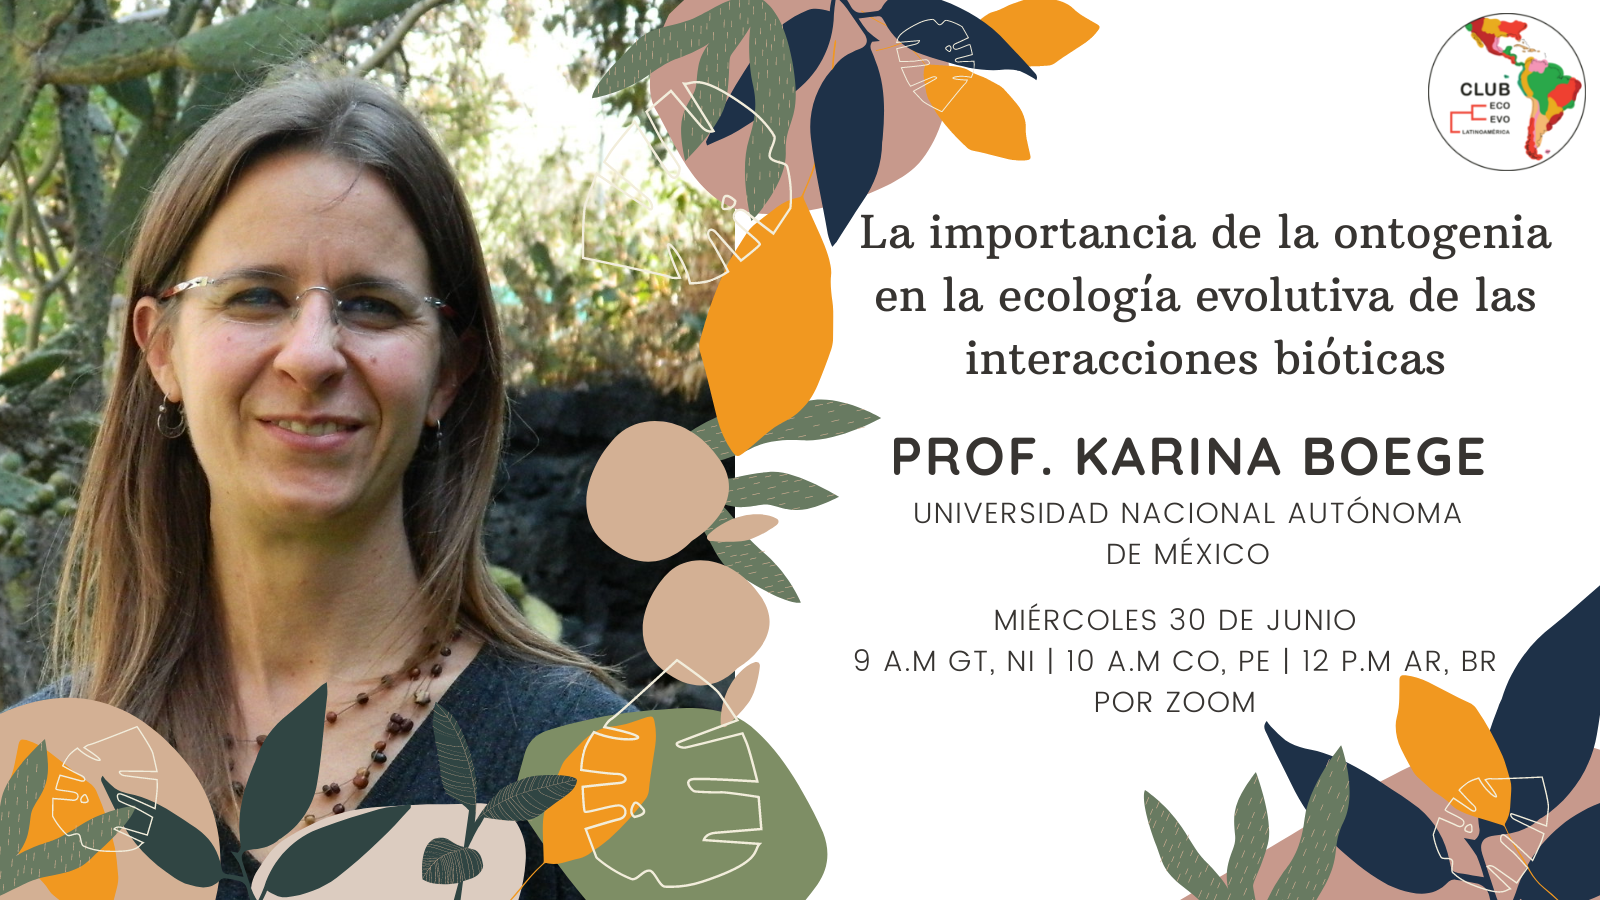 CLUB
ECO
EVO
LATINOAMÉRICA
La importancia de la ontogenia
en la ecología evolutiva de las
interacciones bióticas
PROF. KARINA BOEGE
UNIVERSIDAD NACIONAL AUTÓNOMA
DE MÉXICO
MIÉRCOLES 30 DE JUNIO
9 A.M GT, NI | 10 A.M CO, PE | 12 P.M AR, BR
POR ZOOM